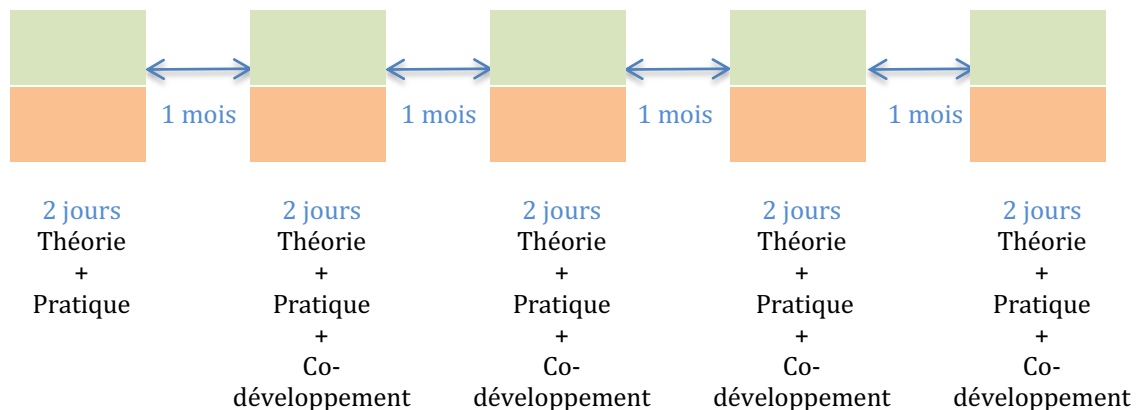 1 mois
1 mois
1 mois
1 mois
2 jours
Théorie
+
Pratique
2 jours
Théorie
+
Pratique
+
Co-
développement
2 jours
Théorie
+
Pratique
+
Co-
développement
2 jours
Théorie
+
Pratique
+
Co-
développement
2 jours
Théorie
+
Pratique
+
Co-
développement